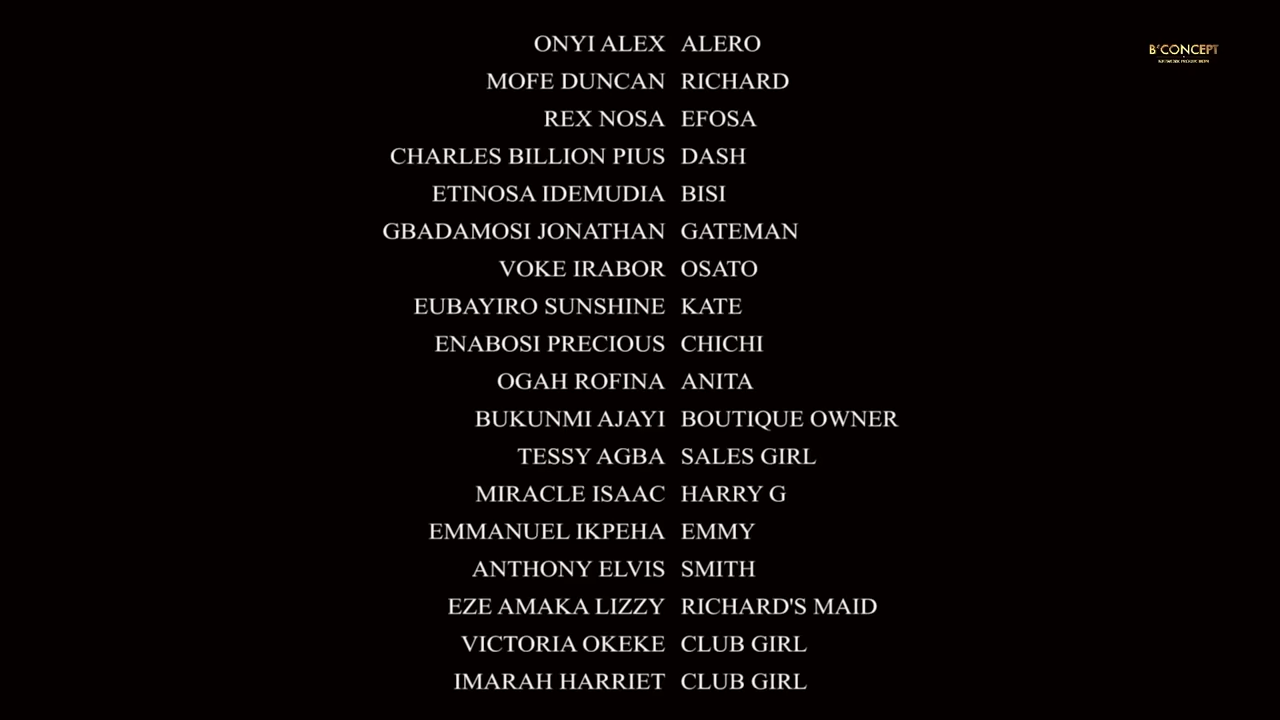 ONYI ALEX ALERO
MOFE DUNCAN RICHARD
REX NOSA EFOSA
CHARLES BILLION PIUS DASH
ETINOSA IDEMUDIA BISI
GBADAMOSI JONATHAN GATEMAN
VOKE IRABOR OSATO
EUBAYIRO SUNSHINE KATE
ENABOSI PRECIOUS CHICHI
OGAH ROFINA ANITA
BUKUNMI AJAYI BOUTIQUE OWNER
TESSY AGBA SALES GIRL
MIRACLE ISAAC HARRY G
EMMANUEL IKPEHA EMMY
ANTHONY ELVIS SMITH
EZE AMAKA LIZZY RICHARD'S MAID
VICTORIA OKEKE CLUB GIRL
IMARAH HARRIET CLUB GIRL
B'CONCEPT